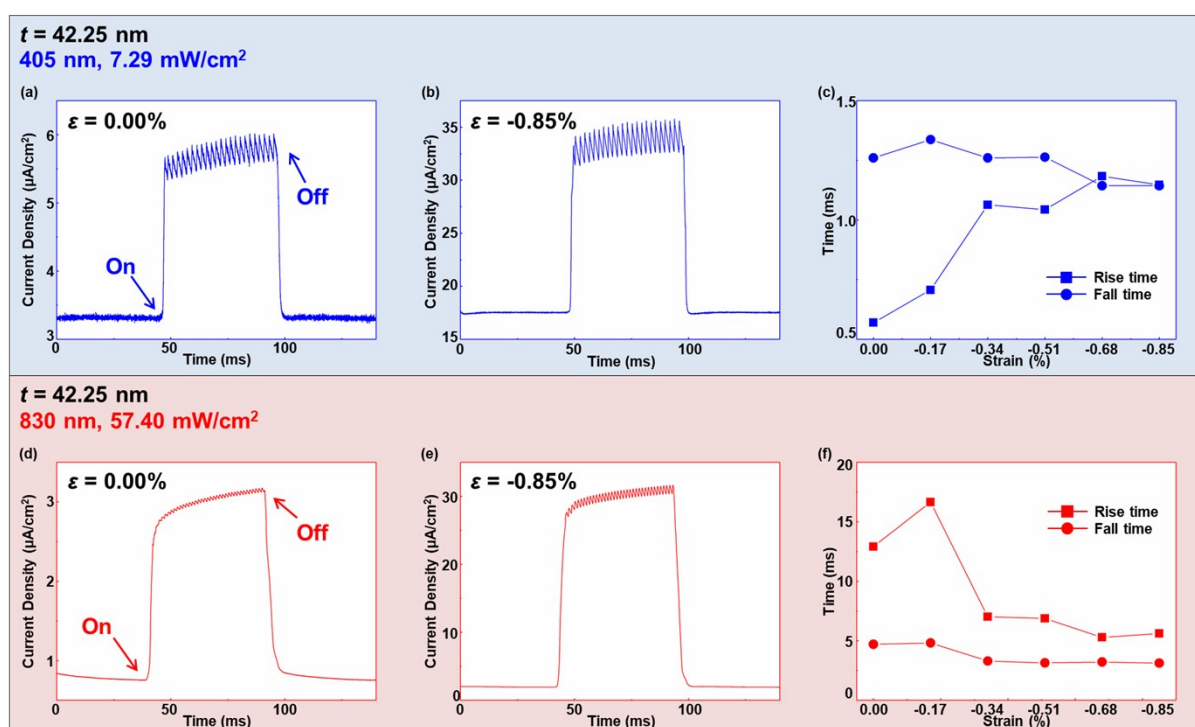 t = 42.25 nm
405 nm, 7.29 mW/cm²
(a)
ε = 0.00%
On
Off
Current Density (μA/cm²)
6
5
4
3
0
50
100
Time (ms)
(b)
ε = -0.85%
Current Density (μA/cm²)
35
30
25
20
15
0
50
100
Time (ms)
(c)
Time (ms)
1.5
1.0
0.5
Rise time
Fall time
0.00 -0.17 -0.34 -0.51 -0.68 -0.85
Strain (%)
t = 42.25 nm
830 nm, 57.40 mW/cm²
(d)
ε = 0.00%
On
Off
Current Density (μA/cm²)
3
2
1
0
50
100
Time (ms)
(e)
ε = -0.85%
Current Density (μA/cm²)
30
20
10
0
0
50
100
Time (ms)
(f)
Time (ms)
20
15
10
5
0
Rise time
Fall time
0.00 -0.17 -0.34 -0.51 -0.68 -0.85
Strain (%)